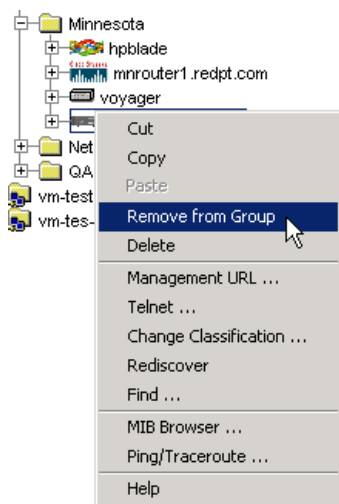 Minnesota
hpblade
mnrouter1.redpt.com
voyager
Net
QA
vm-test
vm-tes-
Cut
Copy
Paste
Remove from Group
Delete
Management URL ...
Telnet ...
Change Classification ...
Rediscover
Find ...
MIB Browser ...
Ping/Traceroute ...
Help